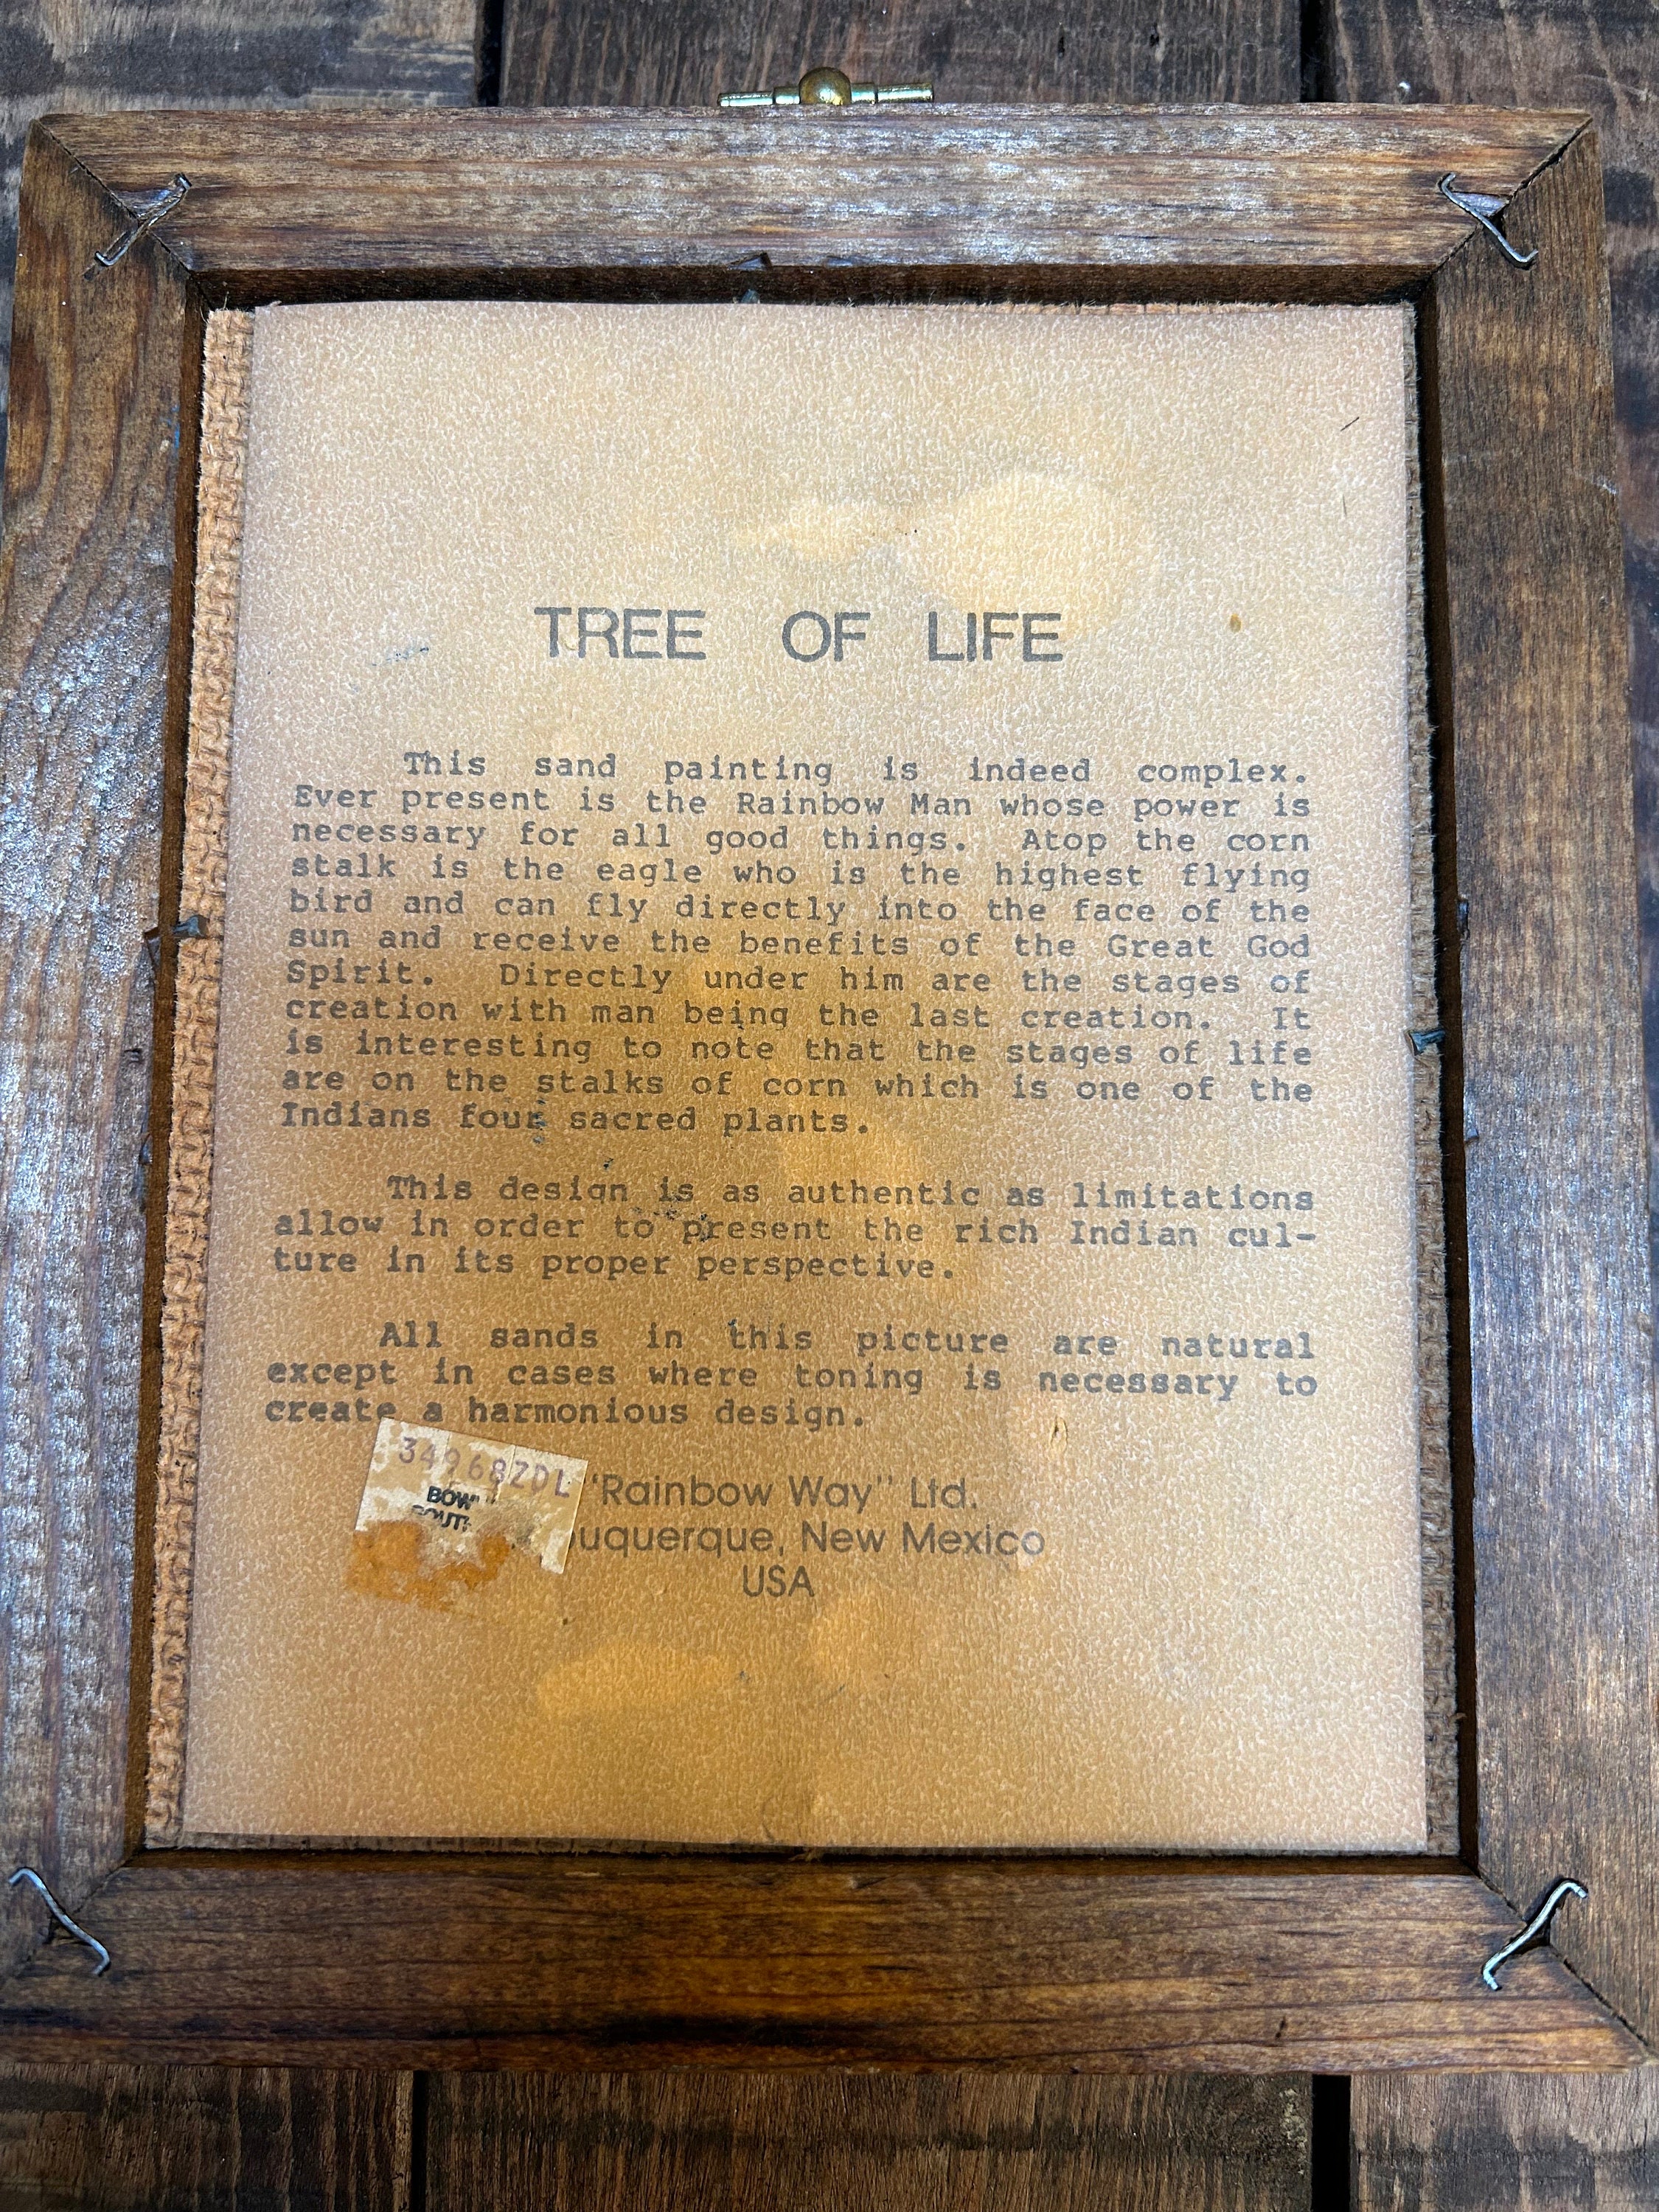 TREE OF LIFE
This sand painting is indeed complex.
Ever present is the Rainbow Man whose power is
necessary for all good things. Atop the corn
stalk is the eagle who is the highest flying
bird and can fly directly into the face of the
sun and receive the benefits of the Great God
Spirit. Directly under him are the stages of
creation with man being the last creation. It
is interesting to note that the stages of life
are on the stalks of corn which is one of the
Indians four sacred plants.
This design is as authentic as limitations
allow in order to present the rich Indian cul-
ture in its proper perspective.
All sands in this picture are natural
except in cases where toning is necessary to
create a harmonious design.
34968ZDL
"Rainbow Way" Ltd.
uquerque, New Mexico
USA